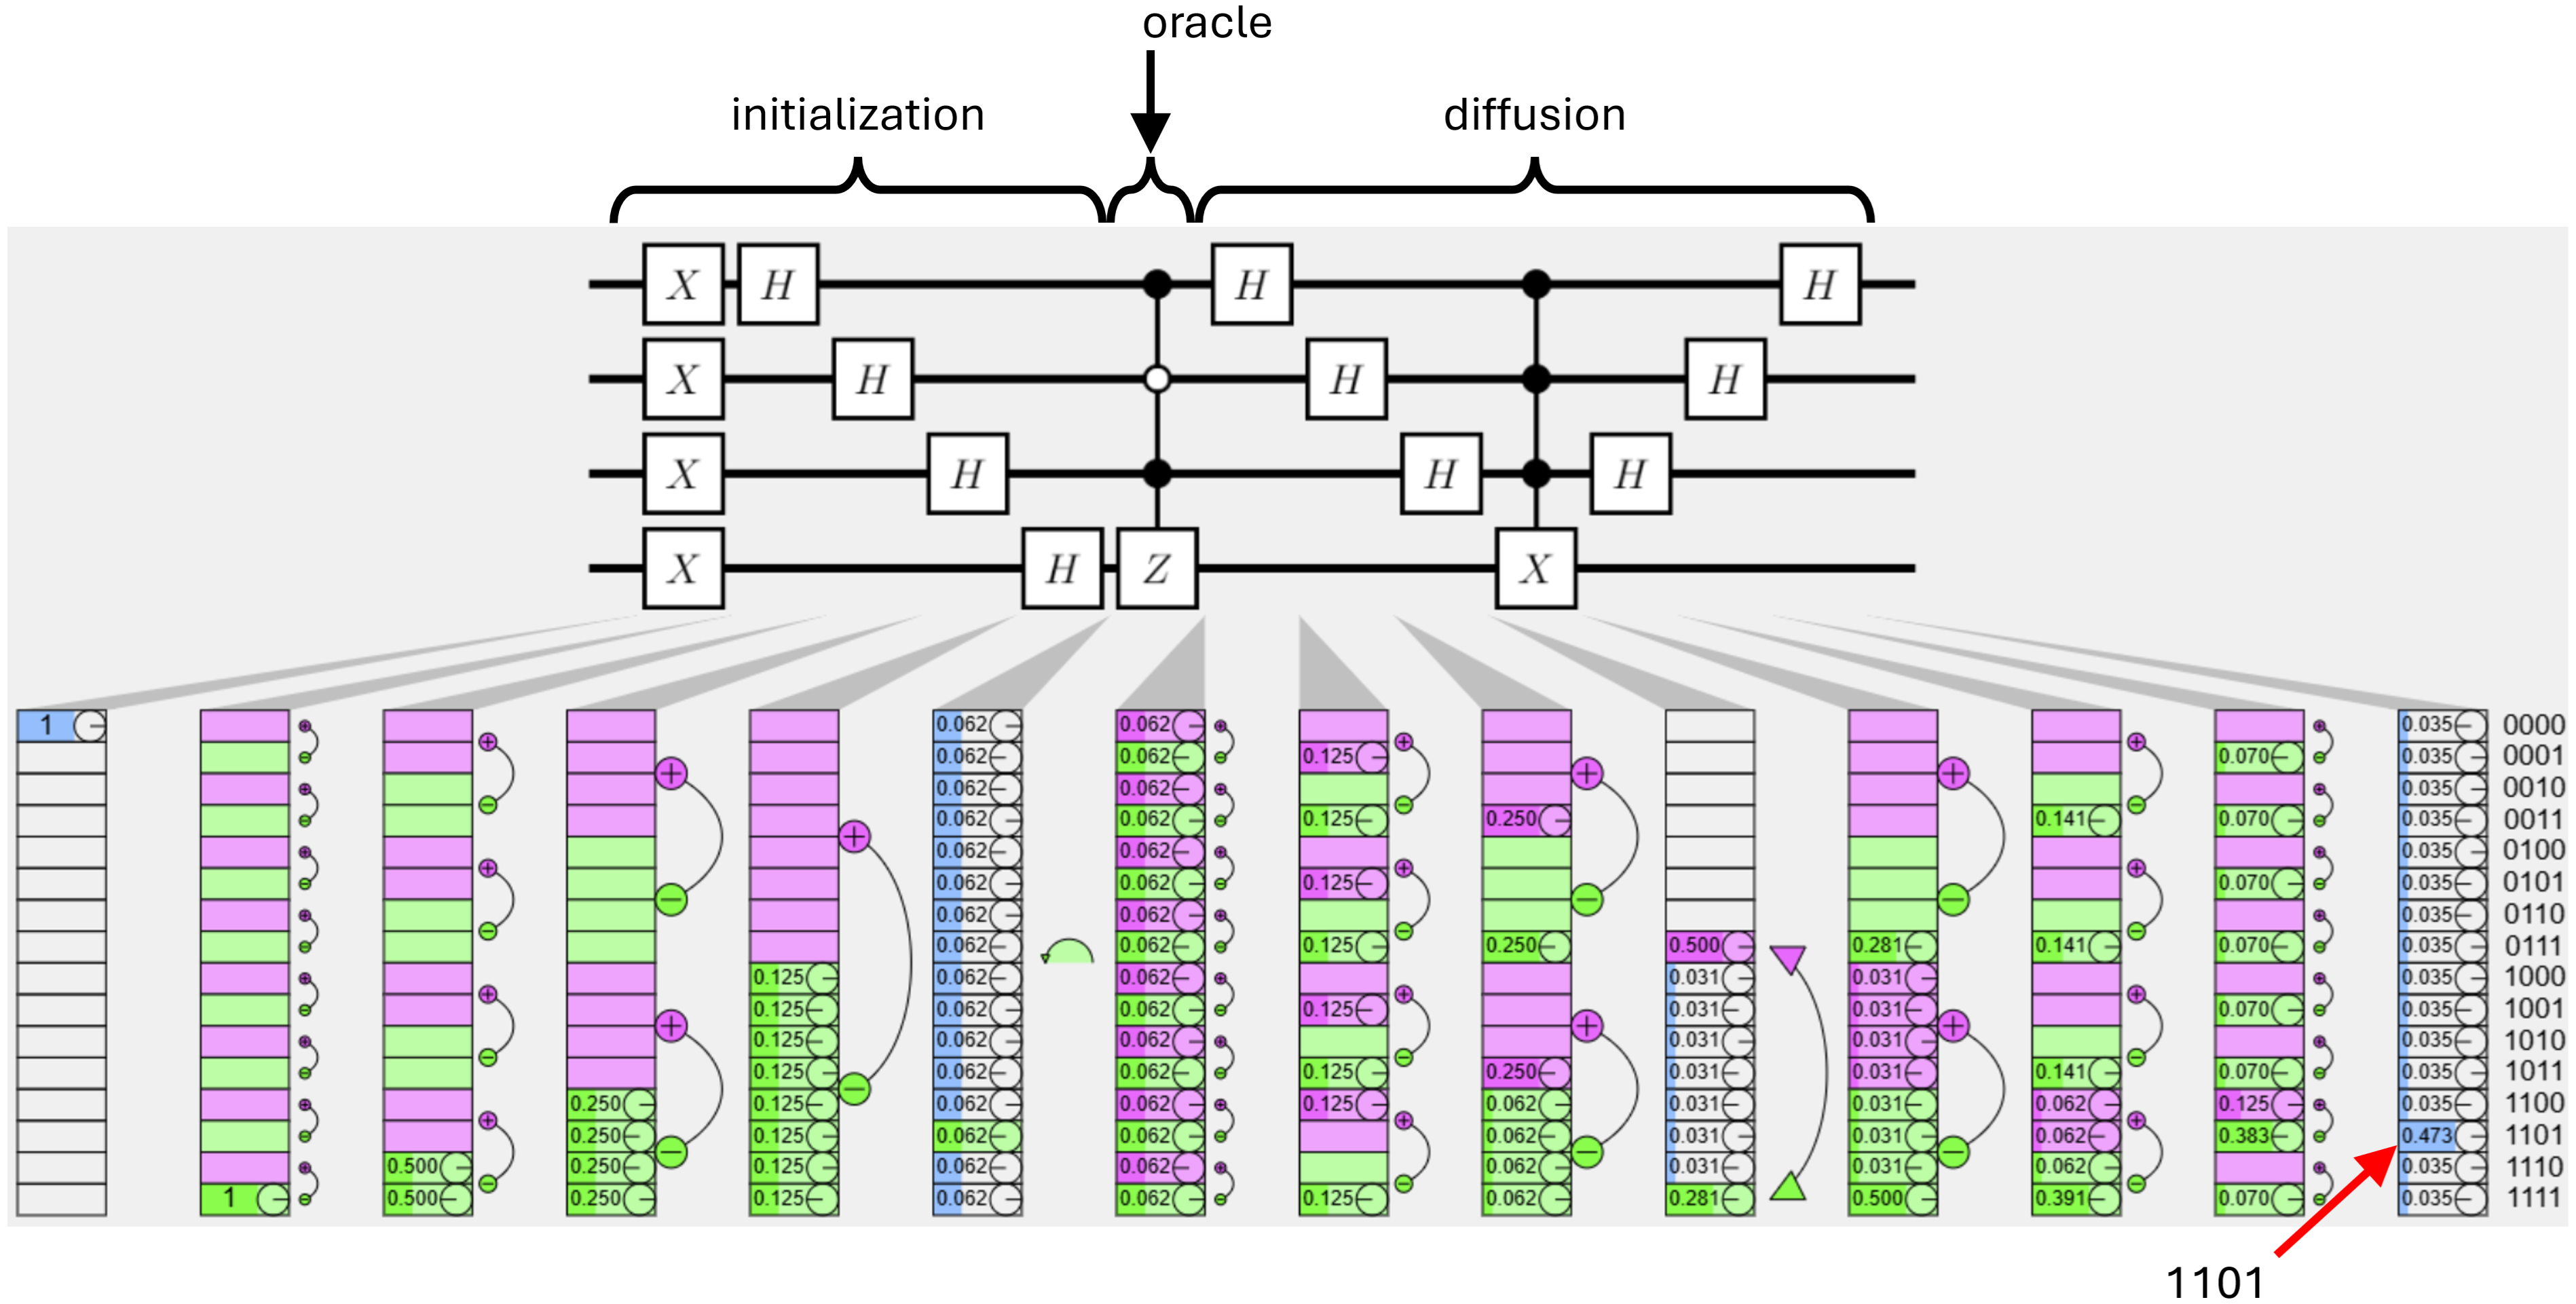 oracle
initialization
diffusion
X H H H
X H H H
X H H H
X H Z X
1 0.062 0.062 0.035 0000
0.062 0.062 0.125 0.070 0.035 0001
0.062 0.062 0.035 0010
0.062 0.062 0.125 0.250 0.141 0.070 0.035 0011
0.062 0.062 0.035 0100
0.062 0.062 0.125 0.070 0.035 0101
0.062 0.062 0.035 0110
0.062 0.062 0.125 0.250 0.500 0.281 0.141 0.070 0.035 0111
0.125 0.062 0.062 0.031 0.031 0.035 1000
0.125 0.062 0.062 0.125 0.031 0.031 0.070 0.035 1001
0.125 0.062 0.062 0.031 0.031 0.035 1010
0.125 0.062 0.062 0.125 0.250 0.031 0.031 0.141 0.070 0.035 1011
0.250 0.125 0.062 0.062 0.125 0.062 0.031 0.031 0.062 0.125 0.035 1100
0.250 0.125 0.062 0.062 0.062 0.031 0.031 0.062 0.383 0.473 1101
0.500 0.250 0.125 0.062 0.062 0.062 0.031 0.031 0.062 0.035 1110
1 0.500 0.250 0.125 0.062 0.062 0.125 0.062 0.281 0.500 0.391 0.070 0.035 1111
1101